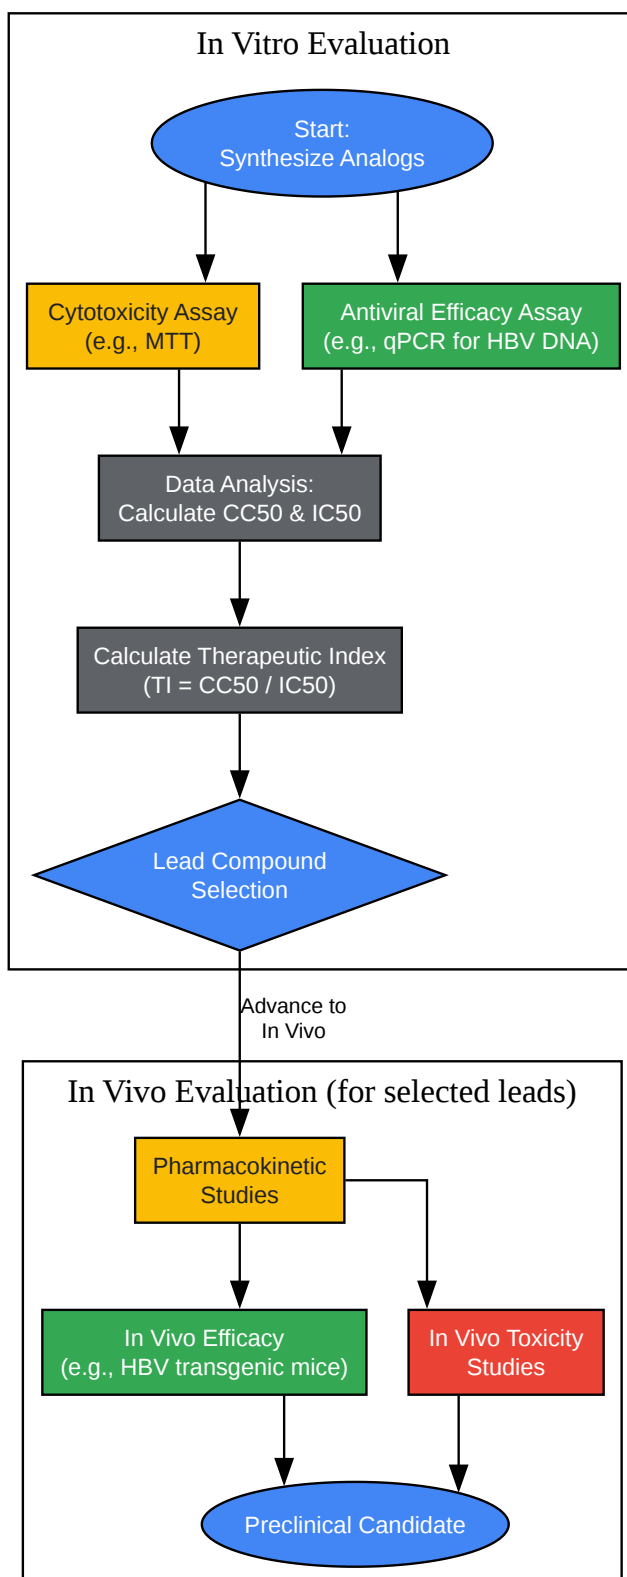 In Vitro Evaluation
Start:
Synthesize Analogs
Cytotoxicity Assay
(e.g., MTT)
Antiviral Efficacy Assay
(e.g., qPCR for HBV DNA)
Data Analysis:
Calculate CC50 & IC50
Calculate Therapeutic Index
(TI = CC50 / IC50)
Lead Compound
Selection
Advance to
In Vivo
In Vivo Evaluation (for selected leads)
Pharmacokinetic
Studies
In Vivo Efficacy
(e.g., HBV transgenic mice)
In Vivo Toxicity
Studies
Preclinical Candidate